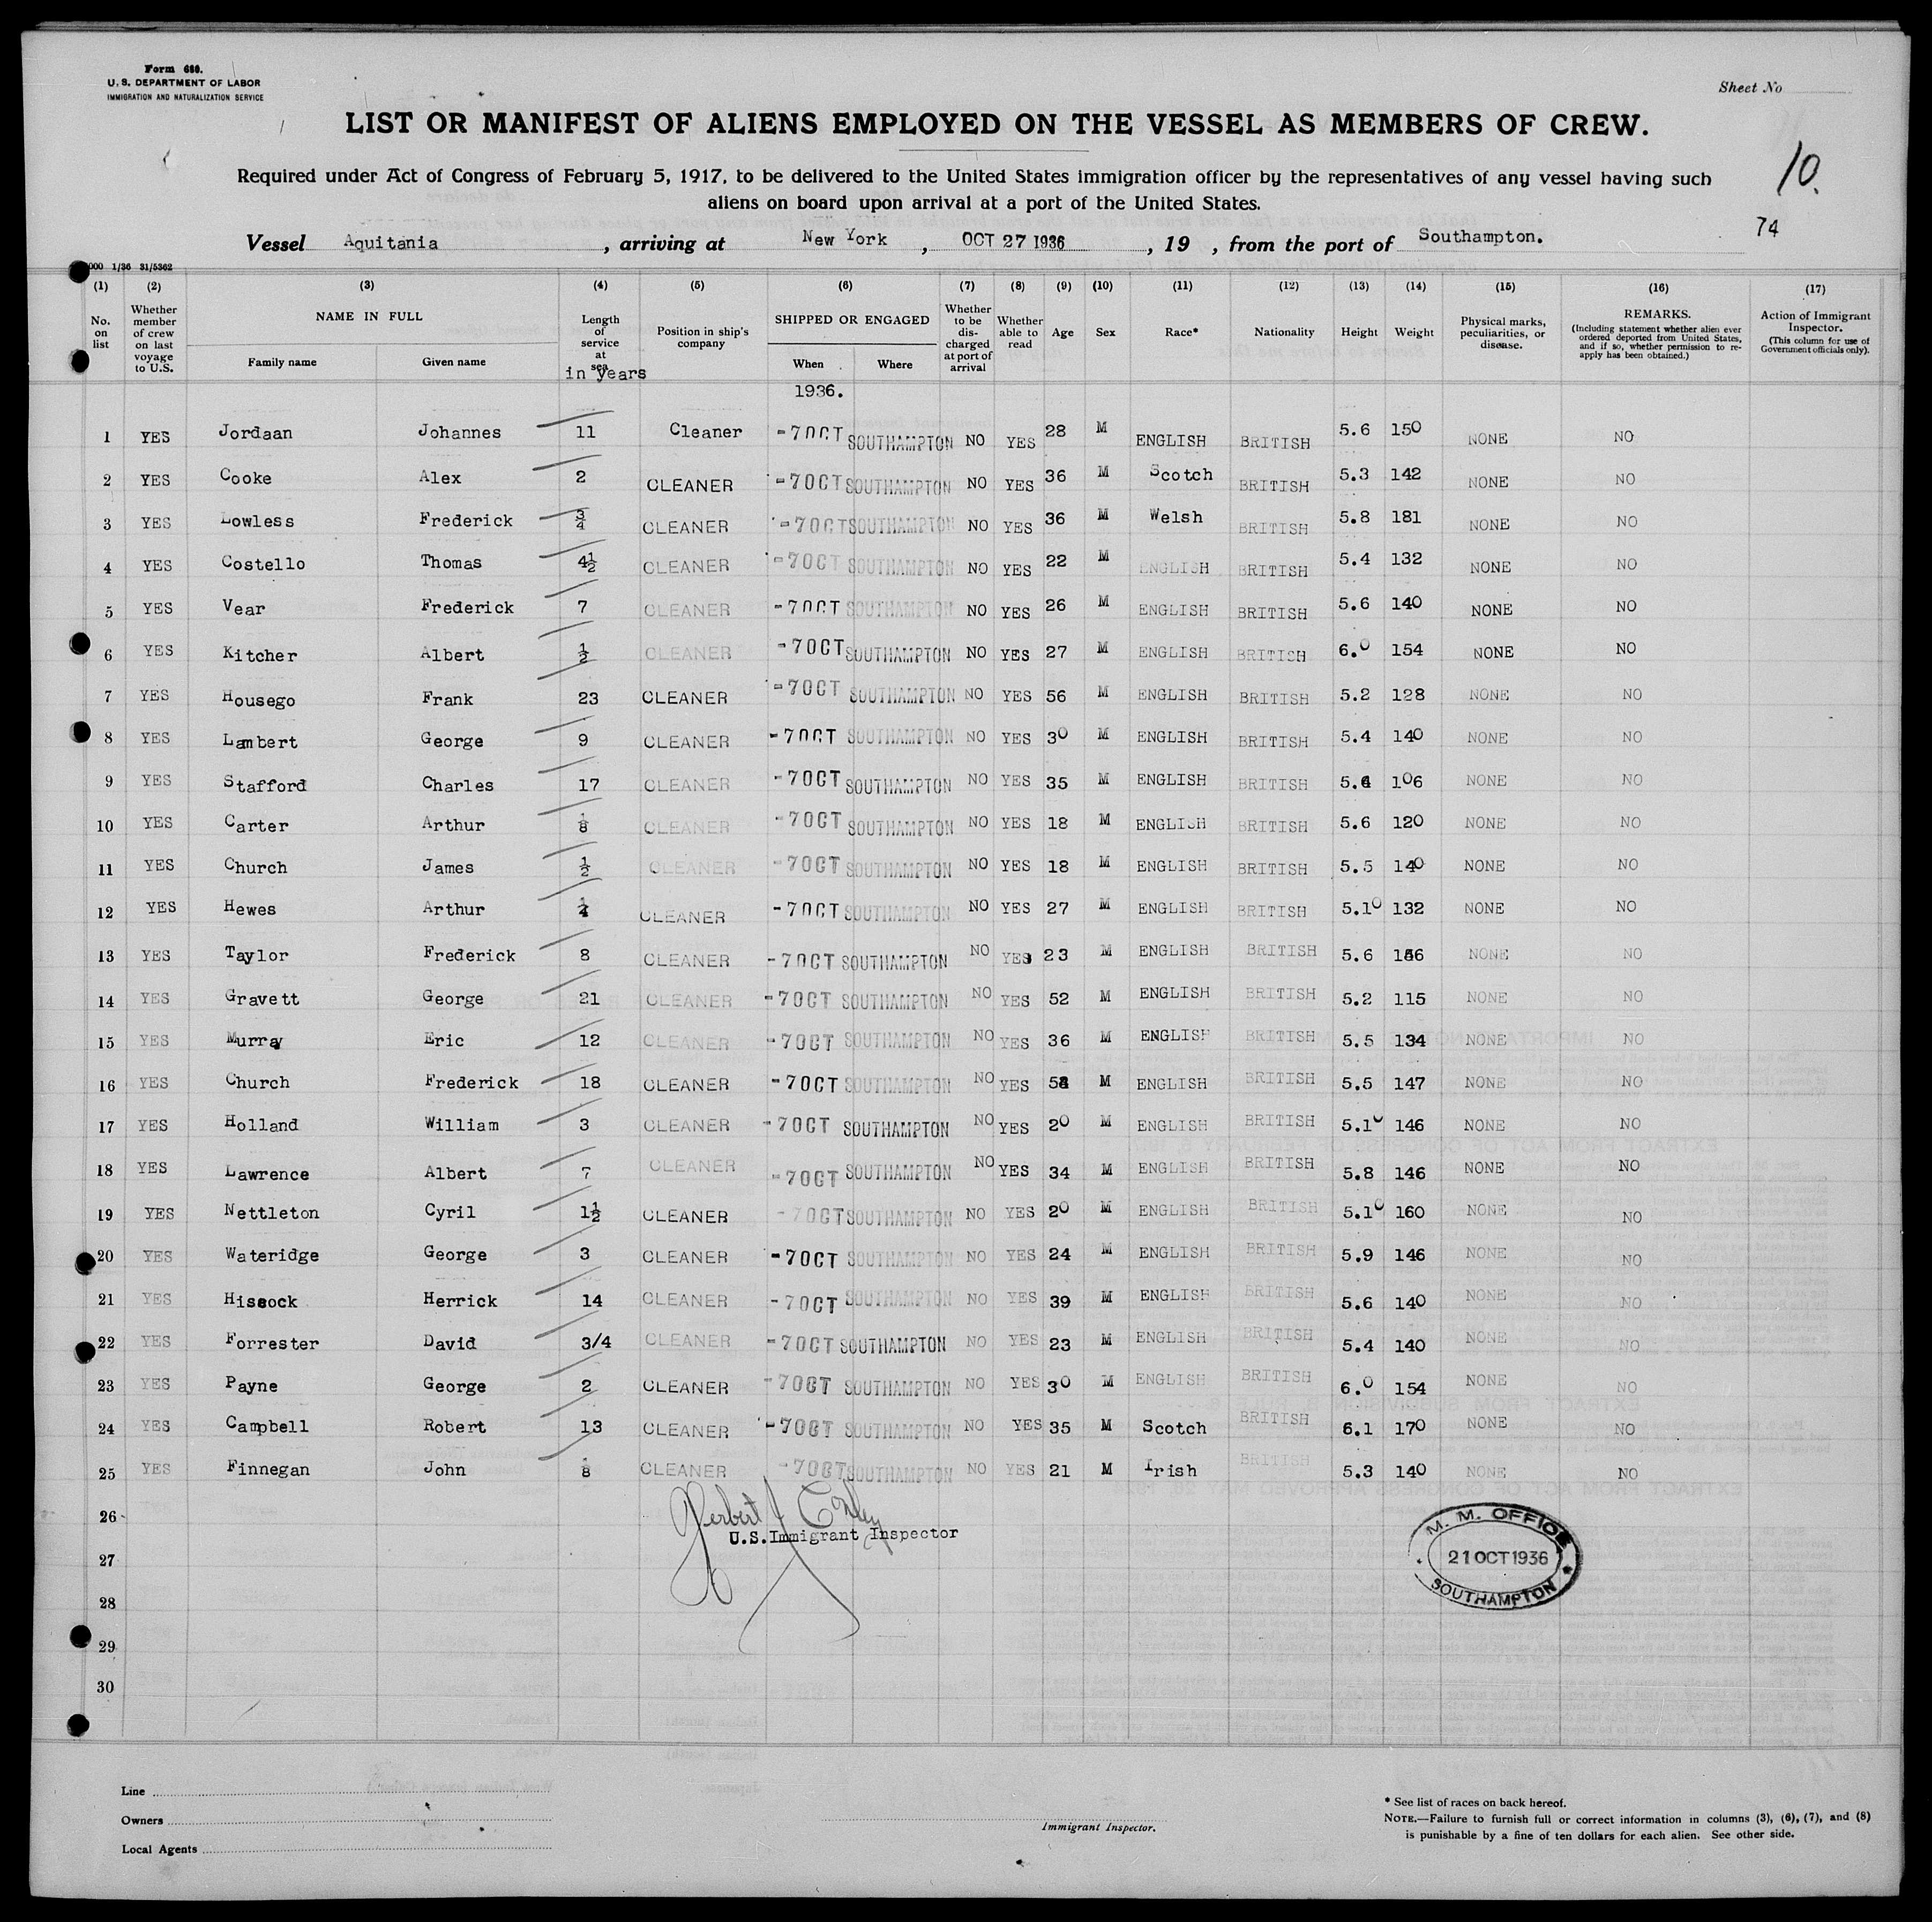 Form 680.
U. S. DEPARTMENT OF LABOR
IMMIGRATION AND NATURALIZATION SERVICE
Sheet No
LIST OR MANIFEST OF ALIENS EMPLOYED ON THE VESSEL AS MEMBERS OF CREW.
10.
Required under Act of Congress of February 5, 1917, to be delivered to the United States immigration officer by the representatives of any vessel having such
aliens on board upon arrival at a port of the United States.
74
Vessel Aquitania , arriving at New York , OCT 27 1936 , 19 , from the port of Southampton.
000 1/36 31/5362
(1) (2) (3) (4) (5) (6) (7) (8) (9) (10) (11) (12) (13) (14) (15) (16) (17)
No. on list
Whether member of crew on last voyage to U.S.
NAME IN FULL
Family name Given name
Length of service at sea
in years
Position in ship's company
SHIPPED OR ENGAGED
When Where
Whether to be discharged at port of arrival
Whether able to read
Age Sex Race* Nationality Height Weight
Physical marks, peculiarities, or disease.
REMARKS.
(Including statement whether alien ever ordered deported from United States, and if so, whether permission to re-apply has been obtained.)
Action of Immigrant Inspector.
(This column for use of Government officials only).
1936.
1 YES Jordaan Johannes 11 Cleaner -7 OCT SOUTHAMPTON NO YES 28 M ENGLISH BRITISH 5.6 150 NONE NO
2 YES Cooke Alex 2 CLEANER -7 OCT SOUTHAMPTON NO YES 36 M Scotch BRITISH 5.3 142 NONE NO
3 YES Lowless Frederick 3/4 CLEANER -7 OCT SOUTHAMPTON NO YES 36 M Welsh BRITISH 5.8 181 NONE NO
4 YES Costello Thomas 4½ CLEANER -7 OCT SOUTHAMPTON NO YES 22 M ENGLISH BRITISH 5.4 132 NONE NO
5 YES Vear Frederick 7 CLEANER -7 OCT SOUTHAMPTON NO YES 26 M ENGLISH BRITISH 5.6 140 NONE NO
6 YES Kitcher Albert ½ CLEANER -7 OCT SOUTHAMPTON NO YES 27 M ENGLISH BRITISH 6.0 154 NONE NO
7 YES Housego Frank 23 CLEANER -7 OCT SOUTHAMPTON NO YES 56 M ENGLISH BRITISH 5.2 128 NONE NO
8 YES Lambert George 9 CLEANER -7 OCT SOUTHAMPTON NO YES 30 M ENGLISH BRITISH 5.4 140 NONE NO
9 YES Stafford Charles 17 CLEANER -7 OCT SOUTHAMPTON NO YES 35 M ENGLISH BRITISH 106 NONE NO
10 YES Carter Arthur 1/8 CLEANER -7 OCT SOUTHAMPTON NO YES 18 M ENGLISH BRITISH 5.6 120 NONE NO
11 YES Church James ½ CLEANER -7 OCT SOUTHAMPTON NO YES 18 M ENGLISH BRITISH 5.5 140 NONE NO
12 YES Hewes Arthur ¼ CLEANER -7 OCT SOUTHAMPTON NO YES 27 M ENGLISH BRITISH 5.10 132 NONE NO
13 YES Taylor Frederick 8 CLEANER -7 OCT SOUTHAMPTON NO YES 23 M ENGLISH BRITISH 5.6 NONE NO
14 YES Gravett George 21 CLEANER -7 OCT SOUTHAMPTON NO YES 52 M ENGLISH BRITISH 5.2 115 NONE NO
15 YES Murray Eric 12 CLEANER -7 OCT SOUTHAMPTON NO YES 36 M ENGLISH BRITISH 5.5 134 NONE NO
16 YES Church Frederick 18 CLEANER -7 OCT SOUTHAMPTON NO YES M ENGLISH BRITISH 5.5 147 NONE NO
17 YES Holland William 3 CLEANER -7 OCT SOUTHAMPTON NO YES 20 M ENGLISH BRITISH 5.10 146 NONE NO
18 YES Lawrence Albert 7 CLEANER -7 OCT SOUTHAMPTON NO YES 34 M ENGLISH BRITISH 5.8 146 NONE NO
19 YES Nettleton Cyril 1½ CLEANER -7 OCT SOUTHAMPTON NO YES 20 M ENGLISH BRITISH 5.10 160 NONE NO
20 YES Wateridge George 3 CLEANER -7 OCT SOUTHAMPTON NO YES 24 M ENGLISH BRITISH 5.9 146 NONE NO
21 YES Hiscock Herrick 14 CLEANER -7 OCT SOUTHAMPTON NO YES 39 M ENGLISH BRITISH 5.6 140 NONE NO
22 YES Forrester David 3/4 CLEANER -7 OCT SOUTHAMPTON NO YES 23 M ENGLISH BRITISH 5.4 140 NONE NO
23 YES Payne George 2 CLEANER -7 OCT SOUTHAMPTON NO YES 30 M ENGLISH BRITISH 6.0 154 NONE NO
24 YES Campbell Robert 13 CLEANER -7 OCT SOUTHAMPTON NO YES 35 M Scotch BRITISH 6.1 170 NONE NO
25 YES Finnegan John 1/8 CLEANER -7 OCT SOUTHAMPTON NO YES 21 M Irish BRITISH 5.3 140 NONE NO
26
Herbert J
U.S. Immigrant Inspector
M. M. OFFICE
21 OCT 1936
SOUTHAMPTON
27
28
29
30
Line
Owners
Local Agents
Immigrant Inspector.
* See list of races on back hereof.
NOTE.—Failure to furnish full or correct information in columns (3), (6), (7), and (8)
is punishable by a fine of ten dollars for each alien. See other side.